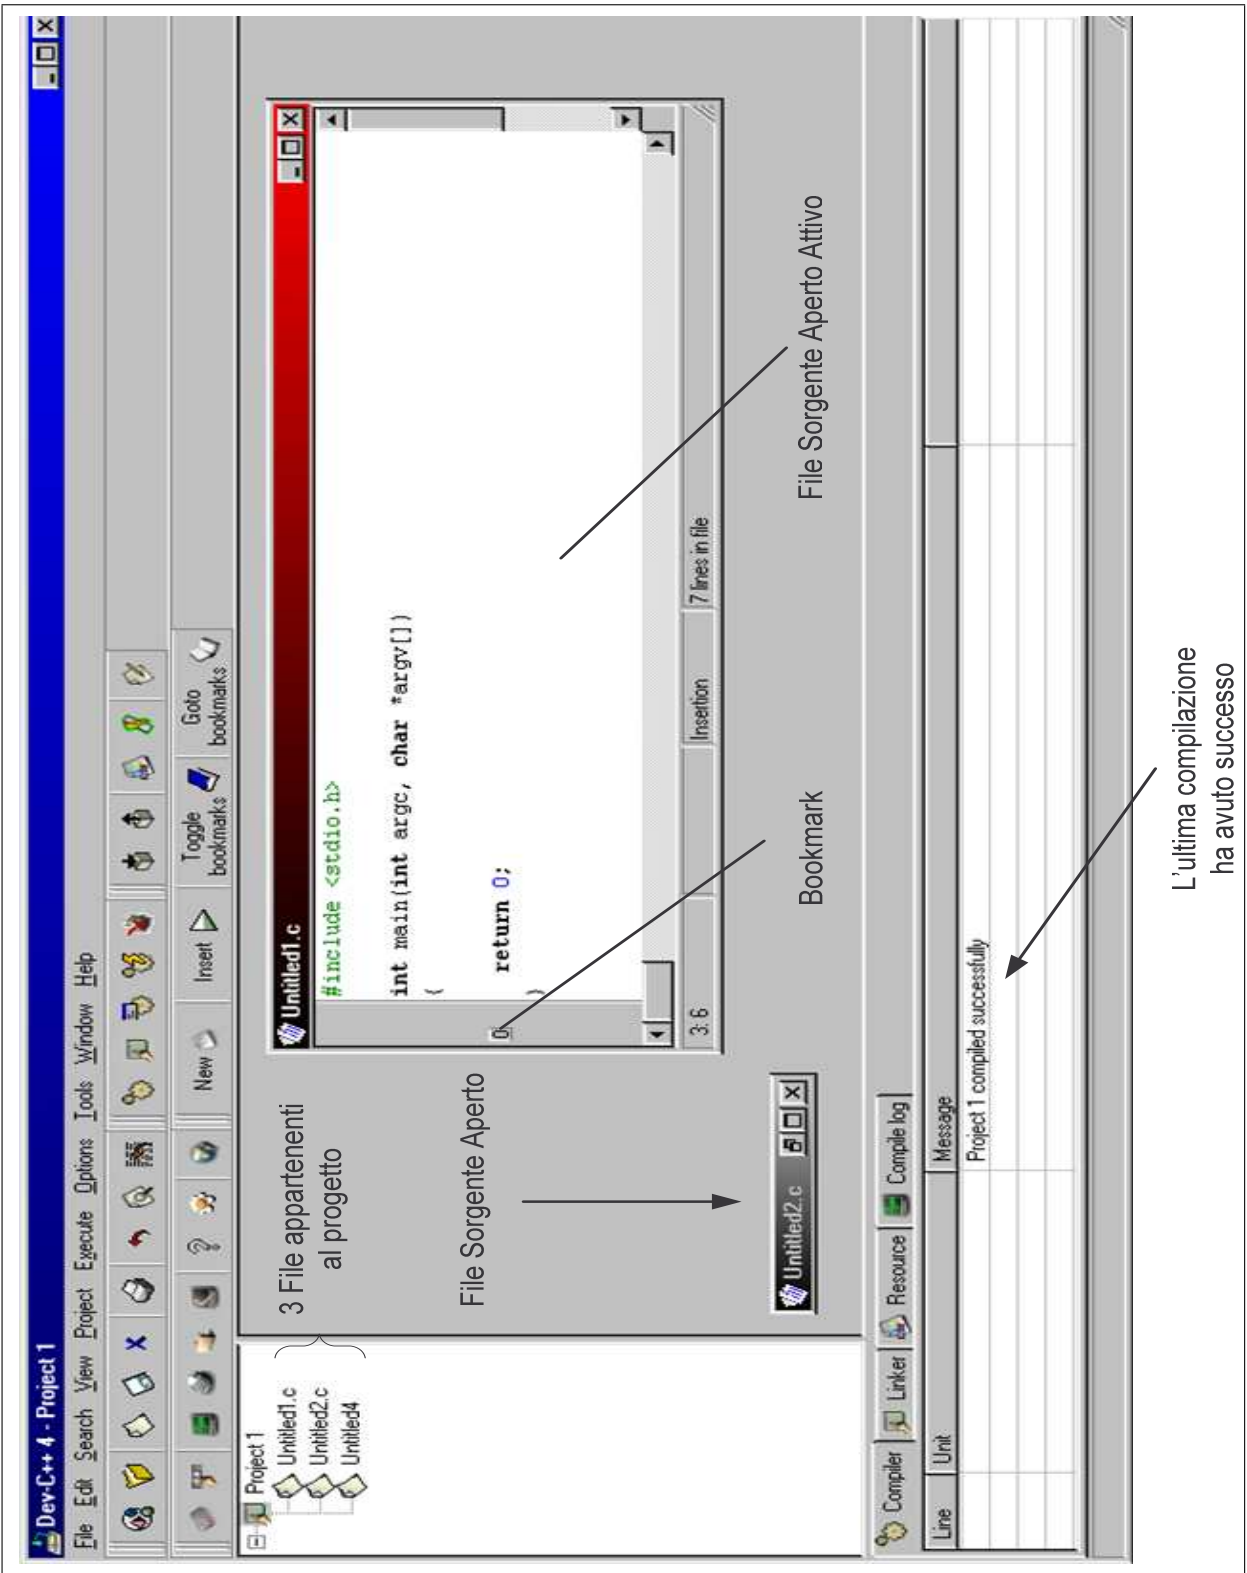 Dev-C++ 4 - Project 1
File Edit Search View Project Execute Options Tools Window Help
New Insert Toggle bookmarks Goto bookmarks
Project 1
Untitled1.c
Untitled2.c
Untitled4
3 File appartenenti
al progetto
Untitled1.c
#include <stdio.h>
int main(int argc, char *argv[])
{
0 return 0;
}
3: 6 Insertion 7 lines in file
File Sorgente Aperto
Bookmark
File Sorgente Aperto Attivo
Untitled2.c
Compiler Linker Resource Compile log
Line Unit Message
Project 1 compiled successfully
L'ultima compilazione
ha avuto successo